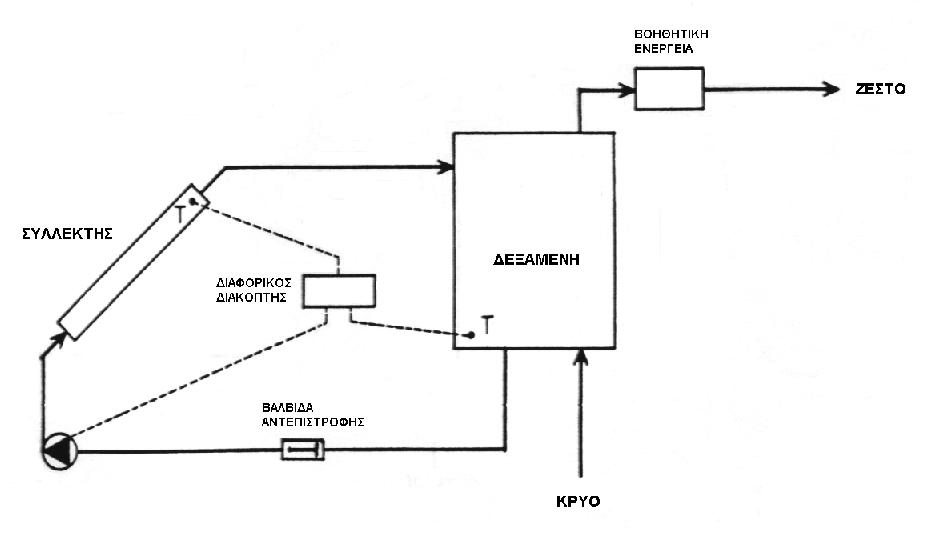 ΒΟΗΘΗΤΙΚΗ
ΕΝΕΡΓΕΙΑ
ΖΕΣΤΟ
Τ
ΣΥΛΛΕΚΤΗΣ
ΔΕΞΑΜΕΝΗ
ΔΙΑΦΟΡΙΚΟΣ
ΔΙΑΚΟΠΤΗΣ
Τ
ΒΑΛΒΙΔΑ
ΑΝΤΕΠΙΣΤΡΟΦΗΣ
ΚΡΥΟ